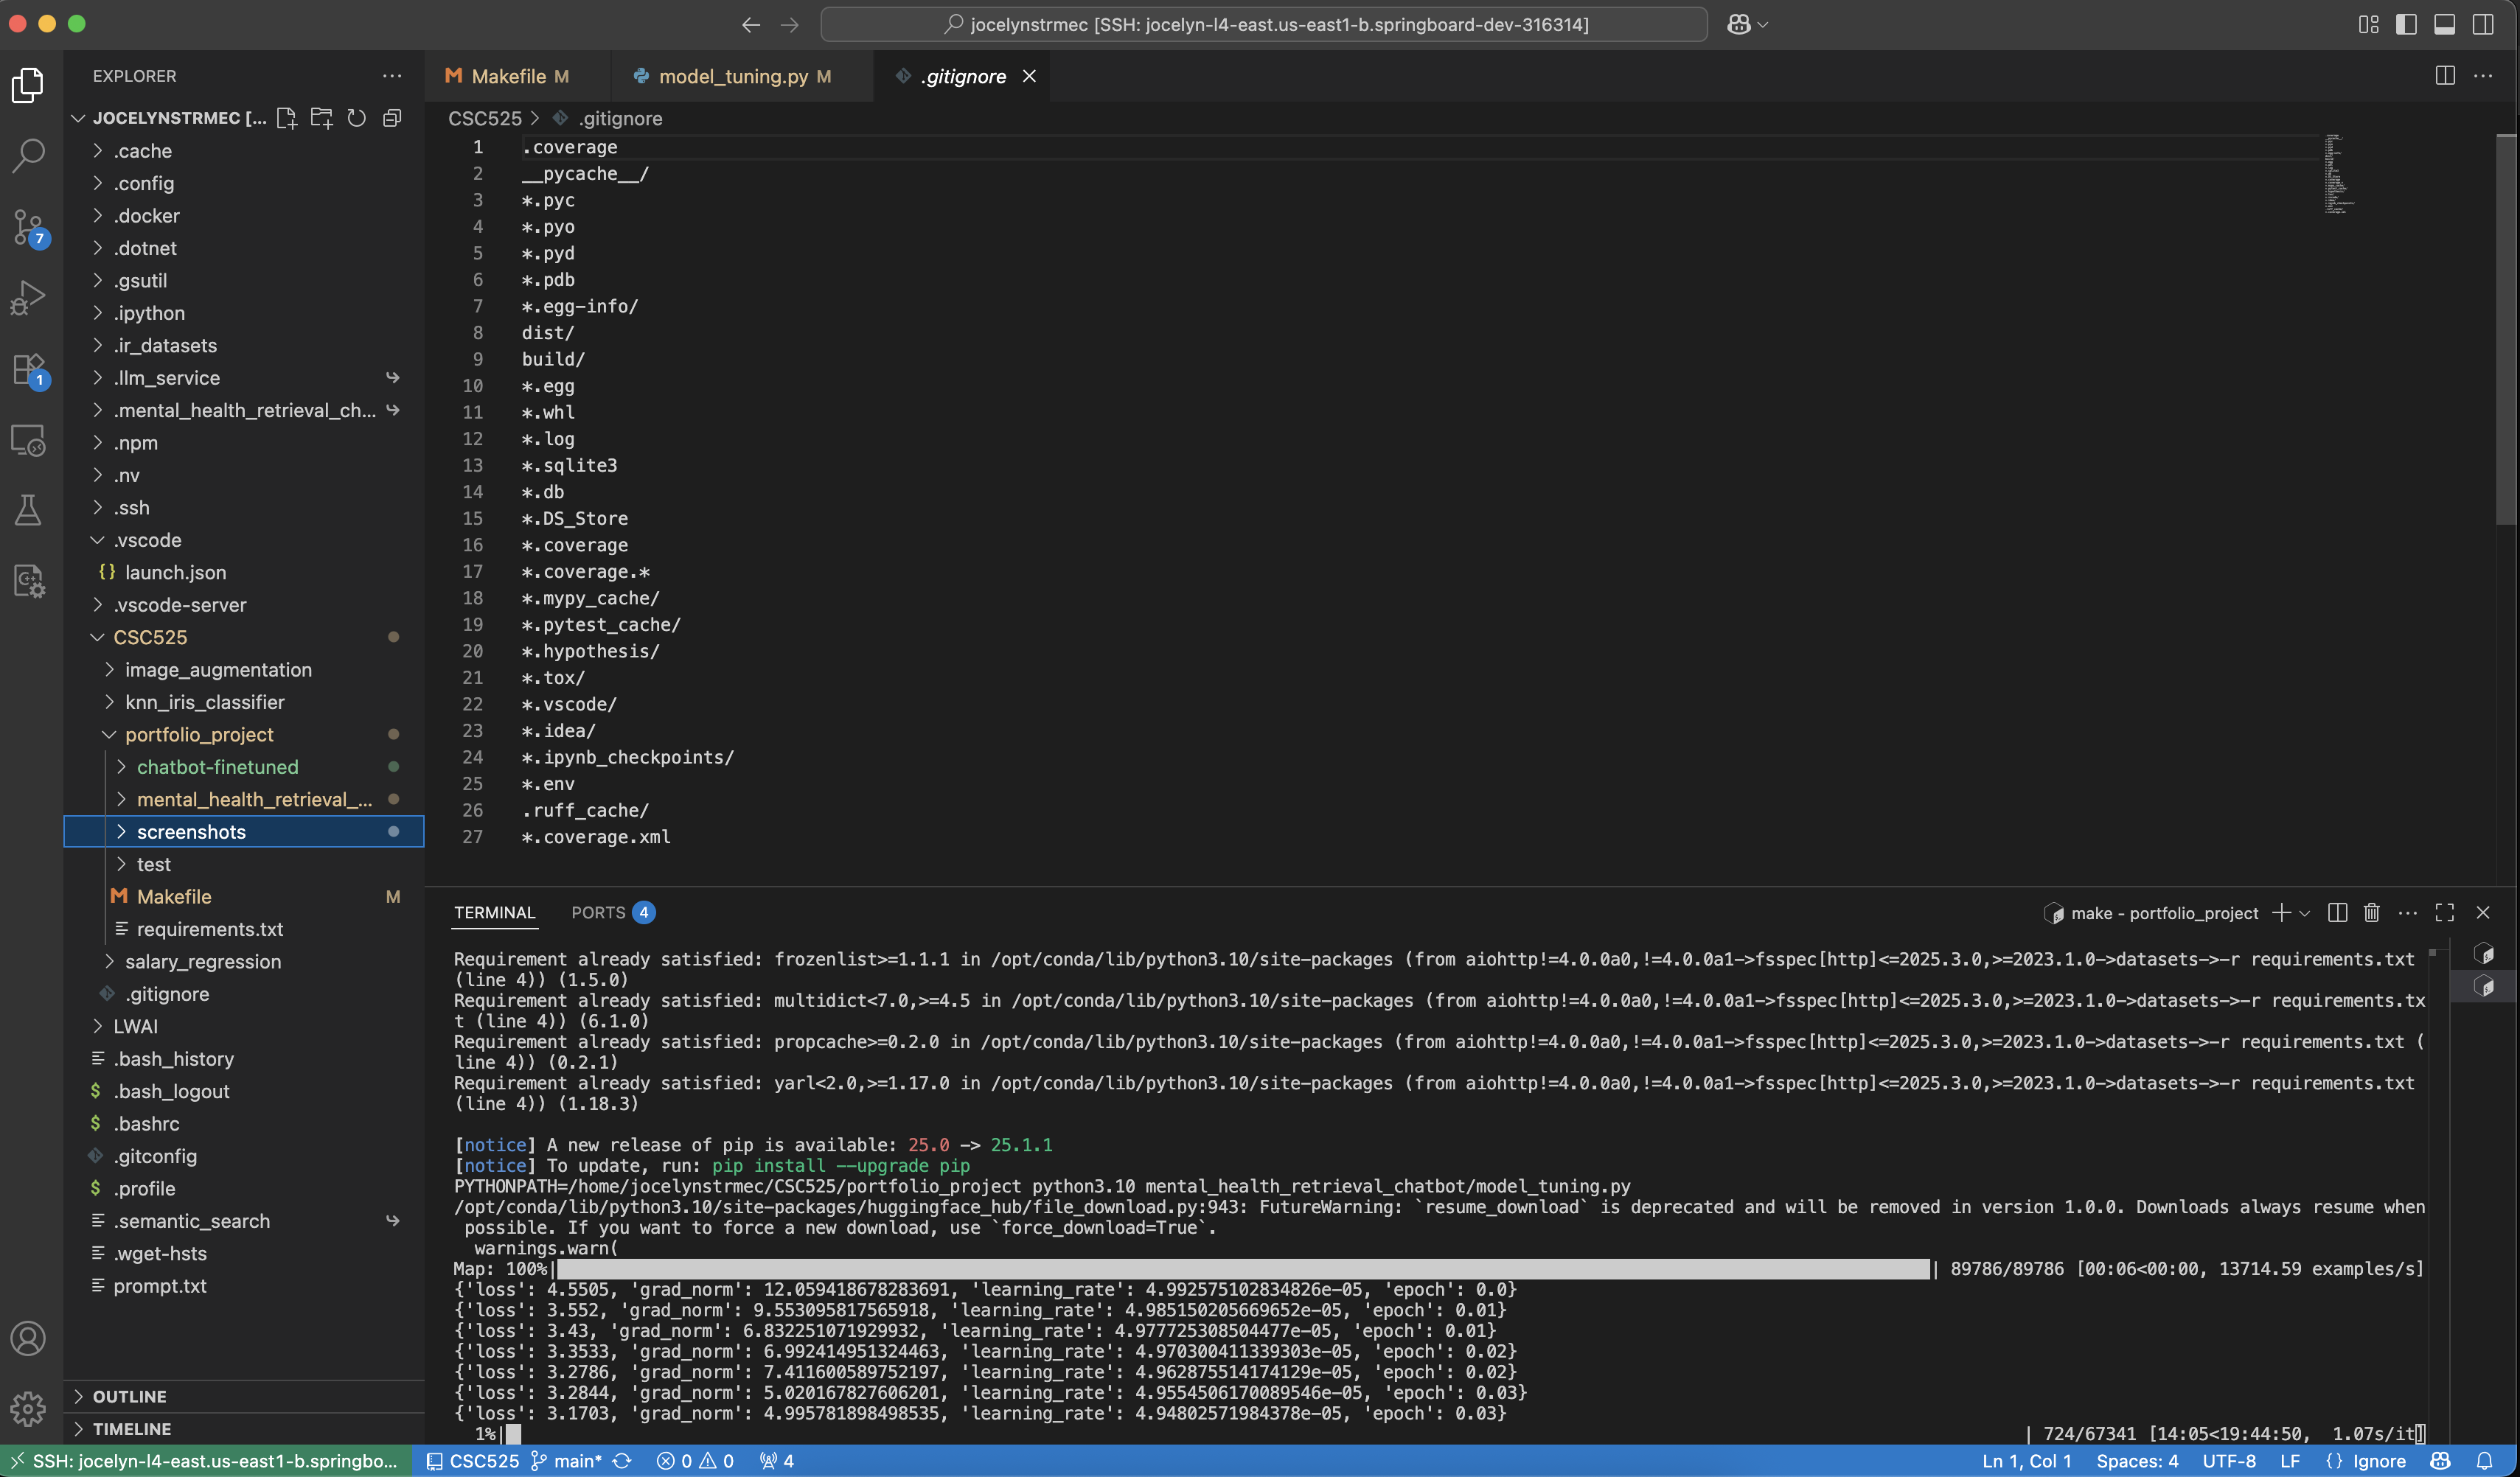 jocelynstrmec [SSH: jocelyn-l4-east.us-east1-b.springboard-dev-316314]
EXPLORER
JOCELYNSTRMEC [...
.cache
.config
.docker
.dotnet
.gsutil
.ipython
.ir_datasets
.llm_service
.mental_health_retrieval_ch...
.npm
.nv
.ssh
.vscode
{} launch.json
.vscode-server
CSC525
image_augmentation
knn_iris_classifier
portfolio_project
chatbot-finetuned
mental_health_retrieval_...
screenshots
test
M Makefile M
requirements.txt
salary_regression
.gitignore
LWAI
.bash_history
$ .bash_logout
$ .bashrc
.gitconfig
$ .profile
.semantic_search
.wget-hsts
prompt.txt
OUTLINE
TIMELINE
7
1
M Makefile M
model_tuning.py M
.gitignore
CSC525 > .gitignore
1 .coverage
2 __pycache__/
3 *.pyc
4 *.pyo
5 *.pyd
6 *.pdb
7 *.egg-info/
8 dist/
9 build/
10 *.egg
11 *.whl
12 *.log
13 *.sqlite3
14 *.db
15 *.DS_Store
16 *.coverage
17 *.coverage.*
18 *.mypy_cache/
19 *.pytest_cache/
20 *.hypothesis/
21 *.tox/
22 *.vscode/
23 *.idea/
24 *.ipynb_checkpoints/
25 *.env
26 .ruff_cache/
27 *.coverage.xml
TERMINAL PORTS 4
make - portfolio_project
Requirement already satisfied: frozenlist>=1.1.1 in /opt/conda/lib/python3.10/site-packages (from aiohttp!=4.0.0a0,!=4.0.0a1->fsspec[http]<=2025.3.0,>=2023.1.0->datasets->-r requirements.txt
(line 4)) (1.5.0)
Requirement already satisfied: multidict<7.0,>=4.5 in /opt/conda/lib/python3.10/site-packages (from aiohttp!=4.0.0a0,!=4.0.0a1->fsspec[http]<=2025.3.0,>=2023.1.0->datasets->-r requirements.tx
t (line 4)) (6.1.0)
Requirement already satisfied: propcache>=0.2.0 in /opt/conda/lib/python3.10/site-packages (from aiohttp!=4.0.0a0,!=4.0.0a1->fsspec[http]<=2025.3.0,>=2023.1.0->datasets->-r requirements.txt (
line 4)) (0.2.1)
Requirement already satisfied: yarl<2.0,>=1.17.0 in /opt/conda/lib/python3.10/site-packages (from aiohttp!=4.0.0a0,!=4.0.0a1->fsspec[http]<=2025.3.0,>=2023.1.0->datasets->-r requirements.txt
(line 4)) (1.18.3)
[notice] A new release of pip is available: 25.0 -> 25.1.1
[notice] To update, run: pip install --upgrade pip
PYTHONPATH=/home/jocelynstrmec/CSC525/portfolio_project python3.10 mental_health_retrieval_chatbot/model_tuning.py
/opt/conda/lib/python3.10/site-packages/huggingface_hub/file_download.py:943: FutureWarning: `resume_download` is deprecated and will be removed in version 1.0.0. Downloads always resume when
possible. If you want to force a new download, use `force_download=True`.
warnings.warn(
Map: 100%| | 89786/89786 [00:06<00:00, 13714.59 examples/s]
{'loss': 4.5505, 'grad_norm': 12.059418678283691, 'learning_rate': 4.992575102834826e-05, 'epoch': 0.0}
{'loss': 3.552, 'grad_norm': 9.553095817565918, 'learning_rate': 4.985150205669652e-05, 'epoch': 0.01}
{'loss': 3.43, 'grad_norm': 6.832251071929932, 'learning_rate': 4.977725308504477e-05, 'epoch': 0.01}
{'loss': 3.3533, 'grad_norm': 6.992414951324463, 'learning_rate': 4.970300411339303e-05, 'epoch': 0.02}
{'loss': 3.2786, 'grad_norm': 7.411600589752197, 'learning_rate': 4.962875514174129e-05, 'epoch': 0.02}
{'loss': 3.2844, 'grad_norm': 5.020167827606201, 'learning_rate': 4.9554506170089546e-05, 'epoch': 0.03}
{'loss': 3.1703, 'grad_norm': 4.995781898498535, 'learning_rate': 4.94802571984378e-05, 'epoch': 0.03}
1%| | 724/67341 [14:05<19:44:50, 1.07s/it]
SSH: jocelyn-l4-east.us-east1-b.springbo... CSC525 main* 0 0 4 Ln 1, Col 1 Spaces: 4 UTF-8 LF {} Ignore